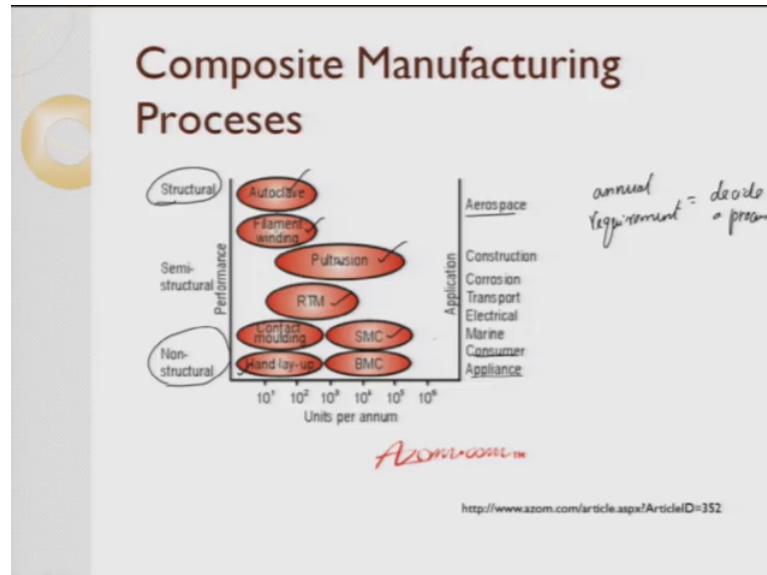 Composite Manufacturing
Proceses
Structural
Semi-
structural
Non-
structural
Performance
Autoclave
Filament
winding
Pultrusion
RTM
Contact
moulding
SMC
Hand-lay-up
BMC
10¹ 10² 10³ 10⁴ 10⁵ 10⁶
Units per annum
Application
Aerospace
Construction
Corrosion
Transport
Electrical
Marine
Consumer
Appliance
annual = decide
requirement a
Azom.com™
http://www.azom.com/article.aspx?ArticleID=352